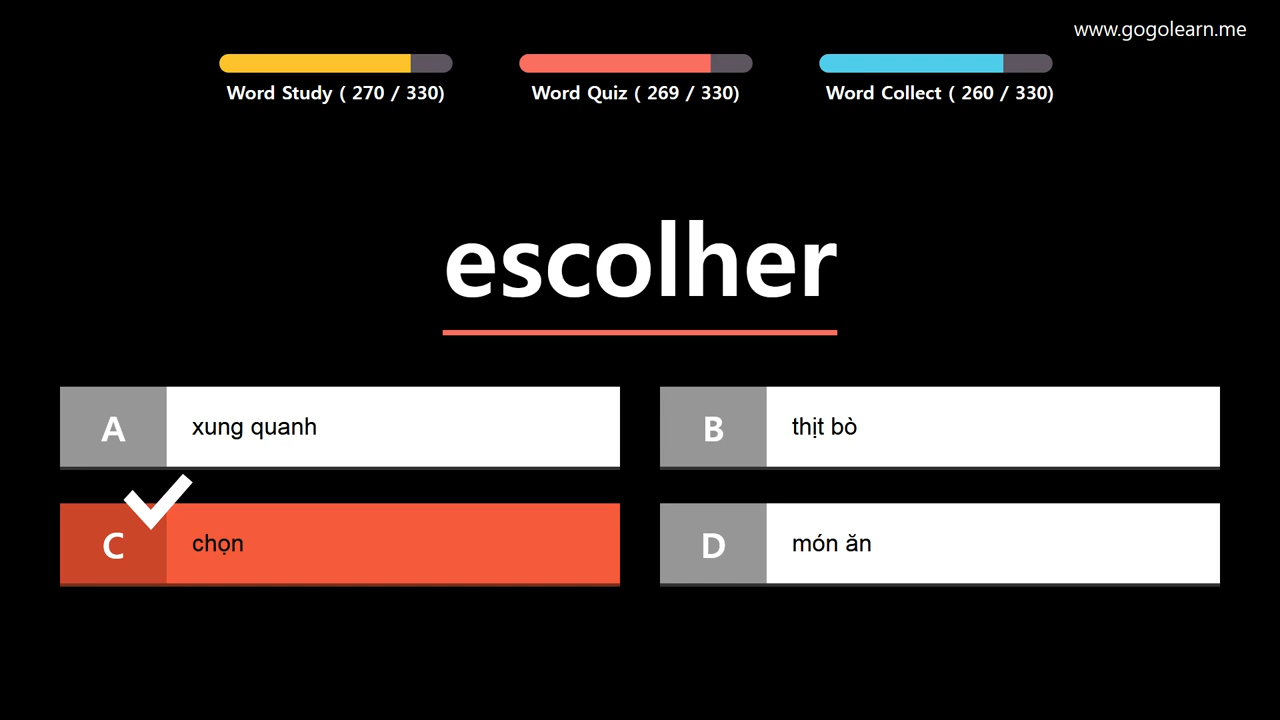 www.gogolearn.me
Word Study ( 270 / 330)
Word Quiz ( 269 / 330)
Word Collect ( 260 / 330)
escolher
A xung quanh
B thịt bò
C chọn
D món ăn